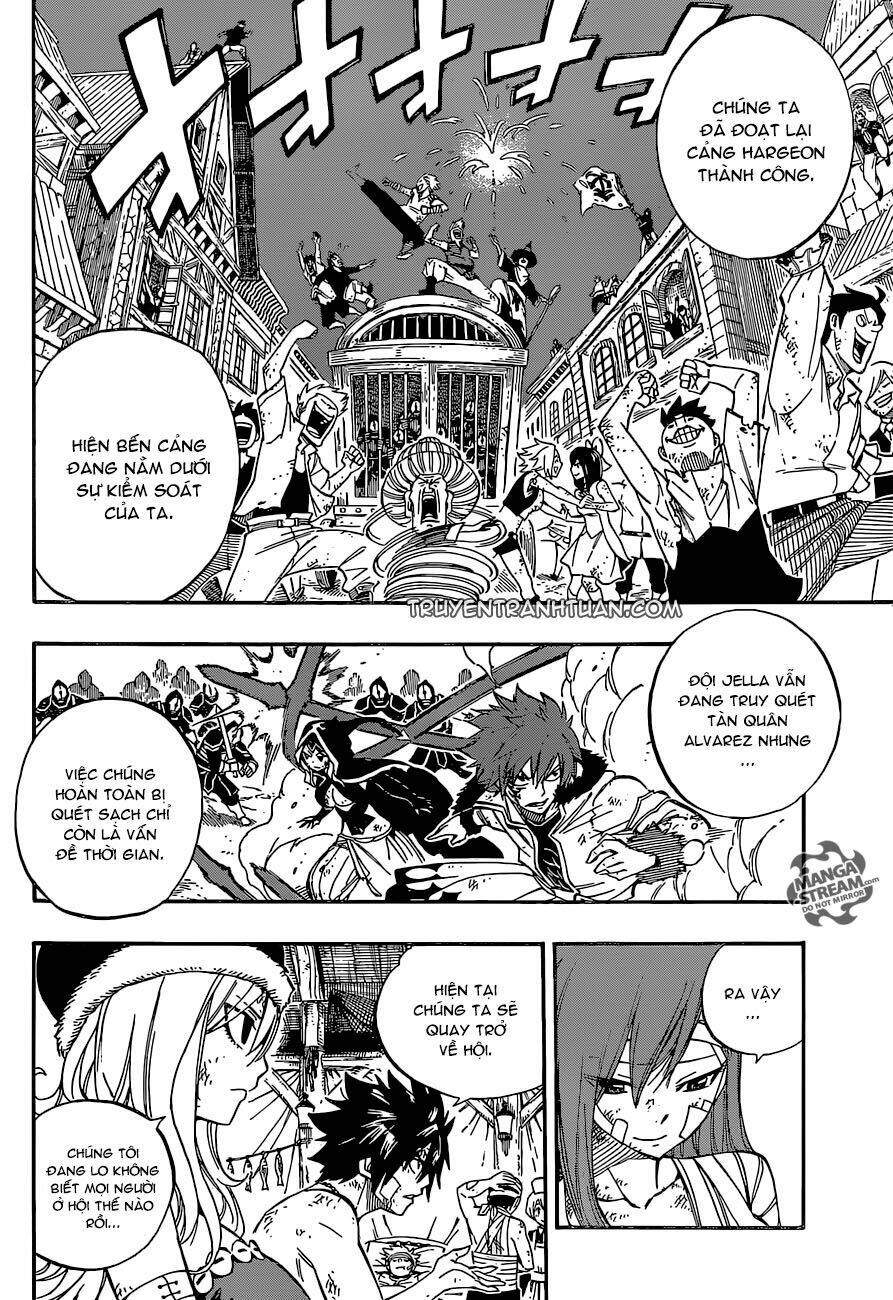 CHÚNG TA
ĐÃ ĐOẠT LẠI
CẢNG HARGEON
THÀNH CÔNG.
HIỆN BẾN CẢNG
ĐANG NẰM DƯỚI
SỰ KIỂM SOÁT
CỦA TA.
TRUYENTRANHTUAN.COM
ĐỘI JELLA VẪN
ĐANG TRUY QUÉT
TÀN QUÂN
ALVAREZ NHƯNG
...
VIỆC CHÚNG
HOÀN TOÀN BỊ
QUÉT SẠCH CHỈ
CÒN LÀ VẤN
ĐỀ THỜI GIAN.
MANGA
STREAM.com
DO NOT MIRROR
RA VẬY
...
HIỆN TẠI
CHÚNG TA SẼ
QUAY TRỞ
VỀ HỘI.
CHÚNG TÔI
ĐANG LO KHÔNG
BIẾT MỌI NGƯỜI
Ở HỘI THẾ NÀO
RỒI...